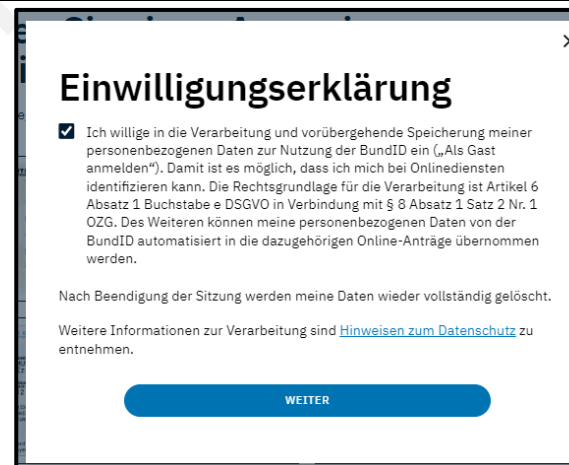 Einwilligungserklärung
Ich willige in die Verarbeitung und vorübergehende Speicherung meiner
personenbezogenen Daten zur Nutzung der BundID ein („Als Gast
anmelden“). Damit ist es möglich, dass ich mich bei Onlinediensten
identifizieren kann. Die Rechtsgrundlage für die Verarbeitung ist Artikel 6
Absatz 1 Buchstabe e DSGVO in Verbindung mit § 8 Absatz 1 Satz 2 Nr. 1
OZG. Des Weiteren können meine personenbezogenen Daten von der
BundID automatisiert in die dazugehörigen Online-Anträge übernommen
werden.
Nach Beendigung der Sitzung werden meine Daten wieder vollständig gelöscht.
Weitere Informationen zur Verarbeitung sind Hinweisen zum Datenschutz zu
entnehmen.
WEITER